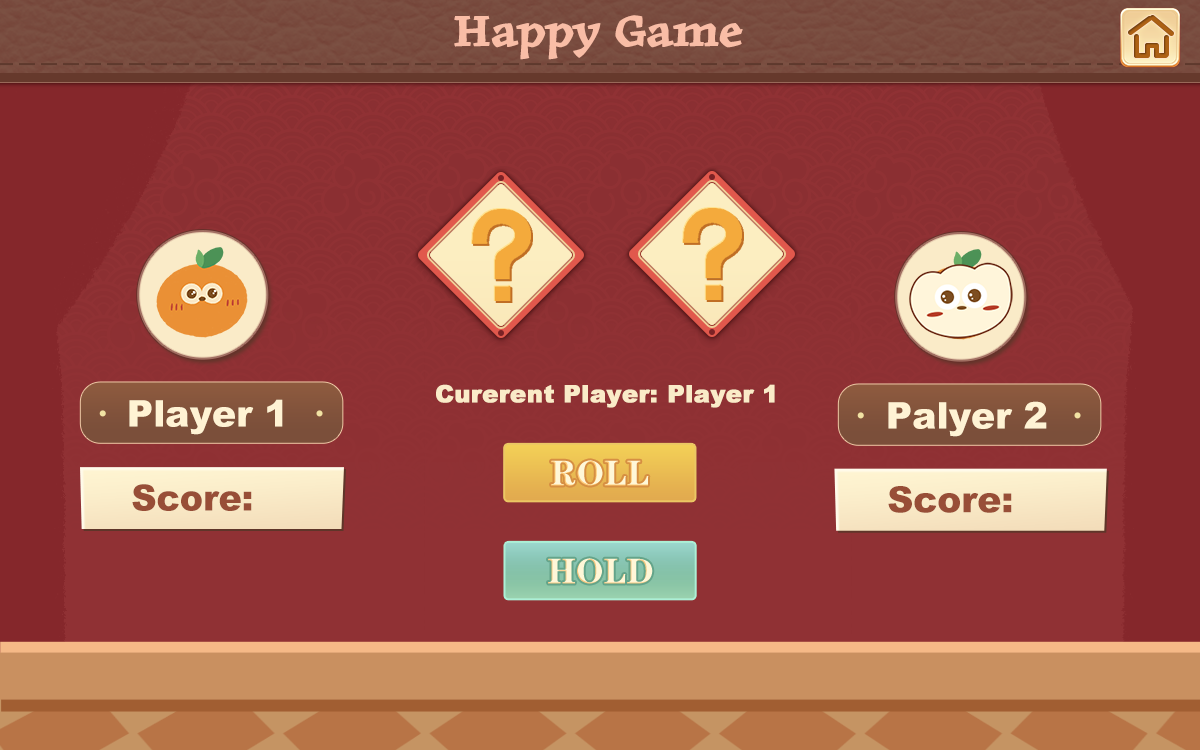 Happy Game
? ?
Curerent Player: Player 1
Player 1
Palyer 2
Score:
Score:
ROLL
HOLD